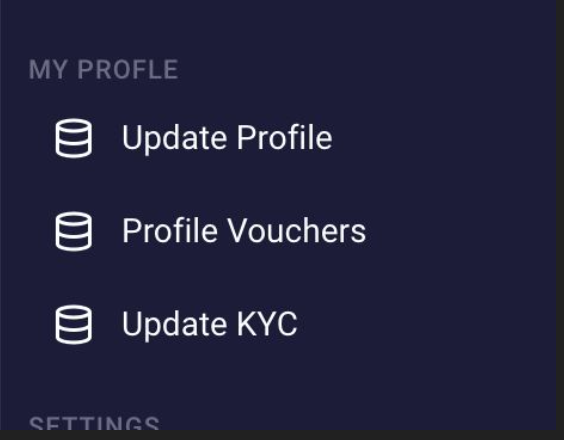 MY PROFLE
Update Profile
Profile Vouchers
Update KYC
SETTINGS